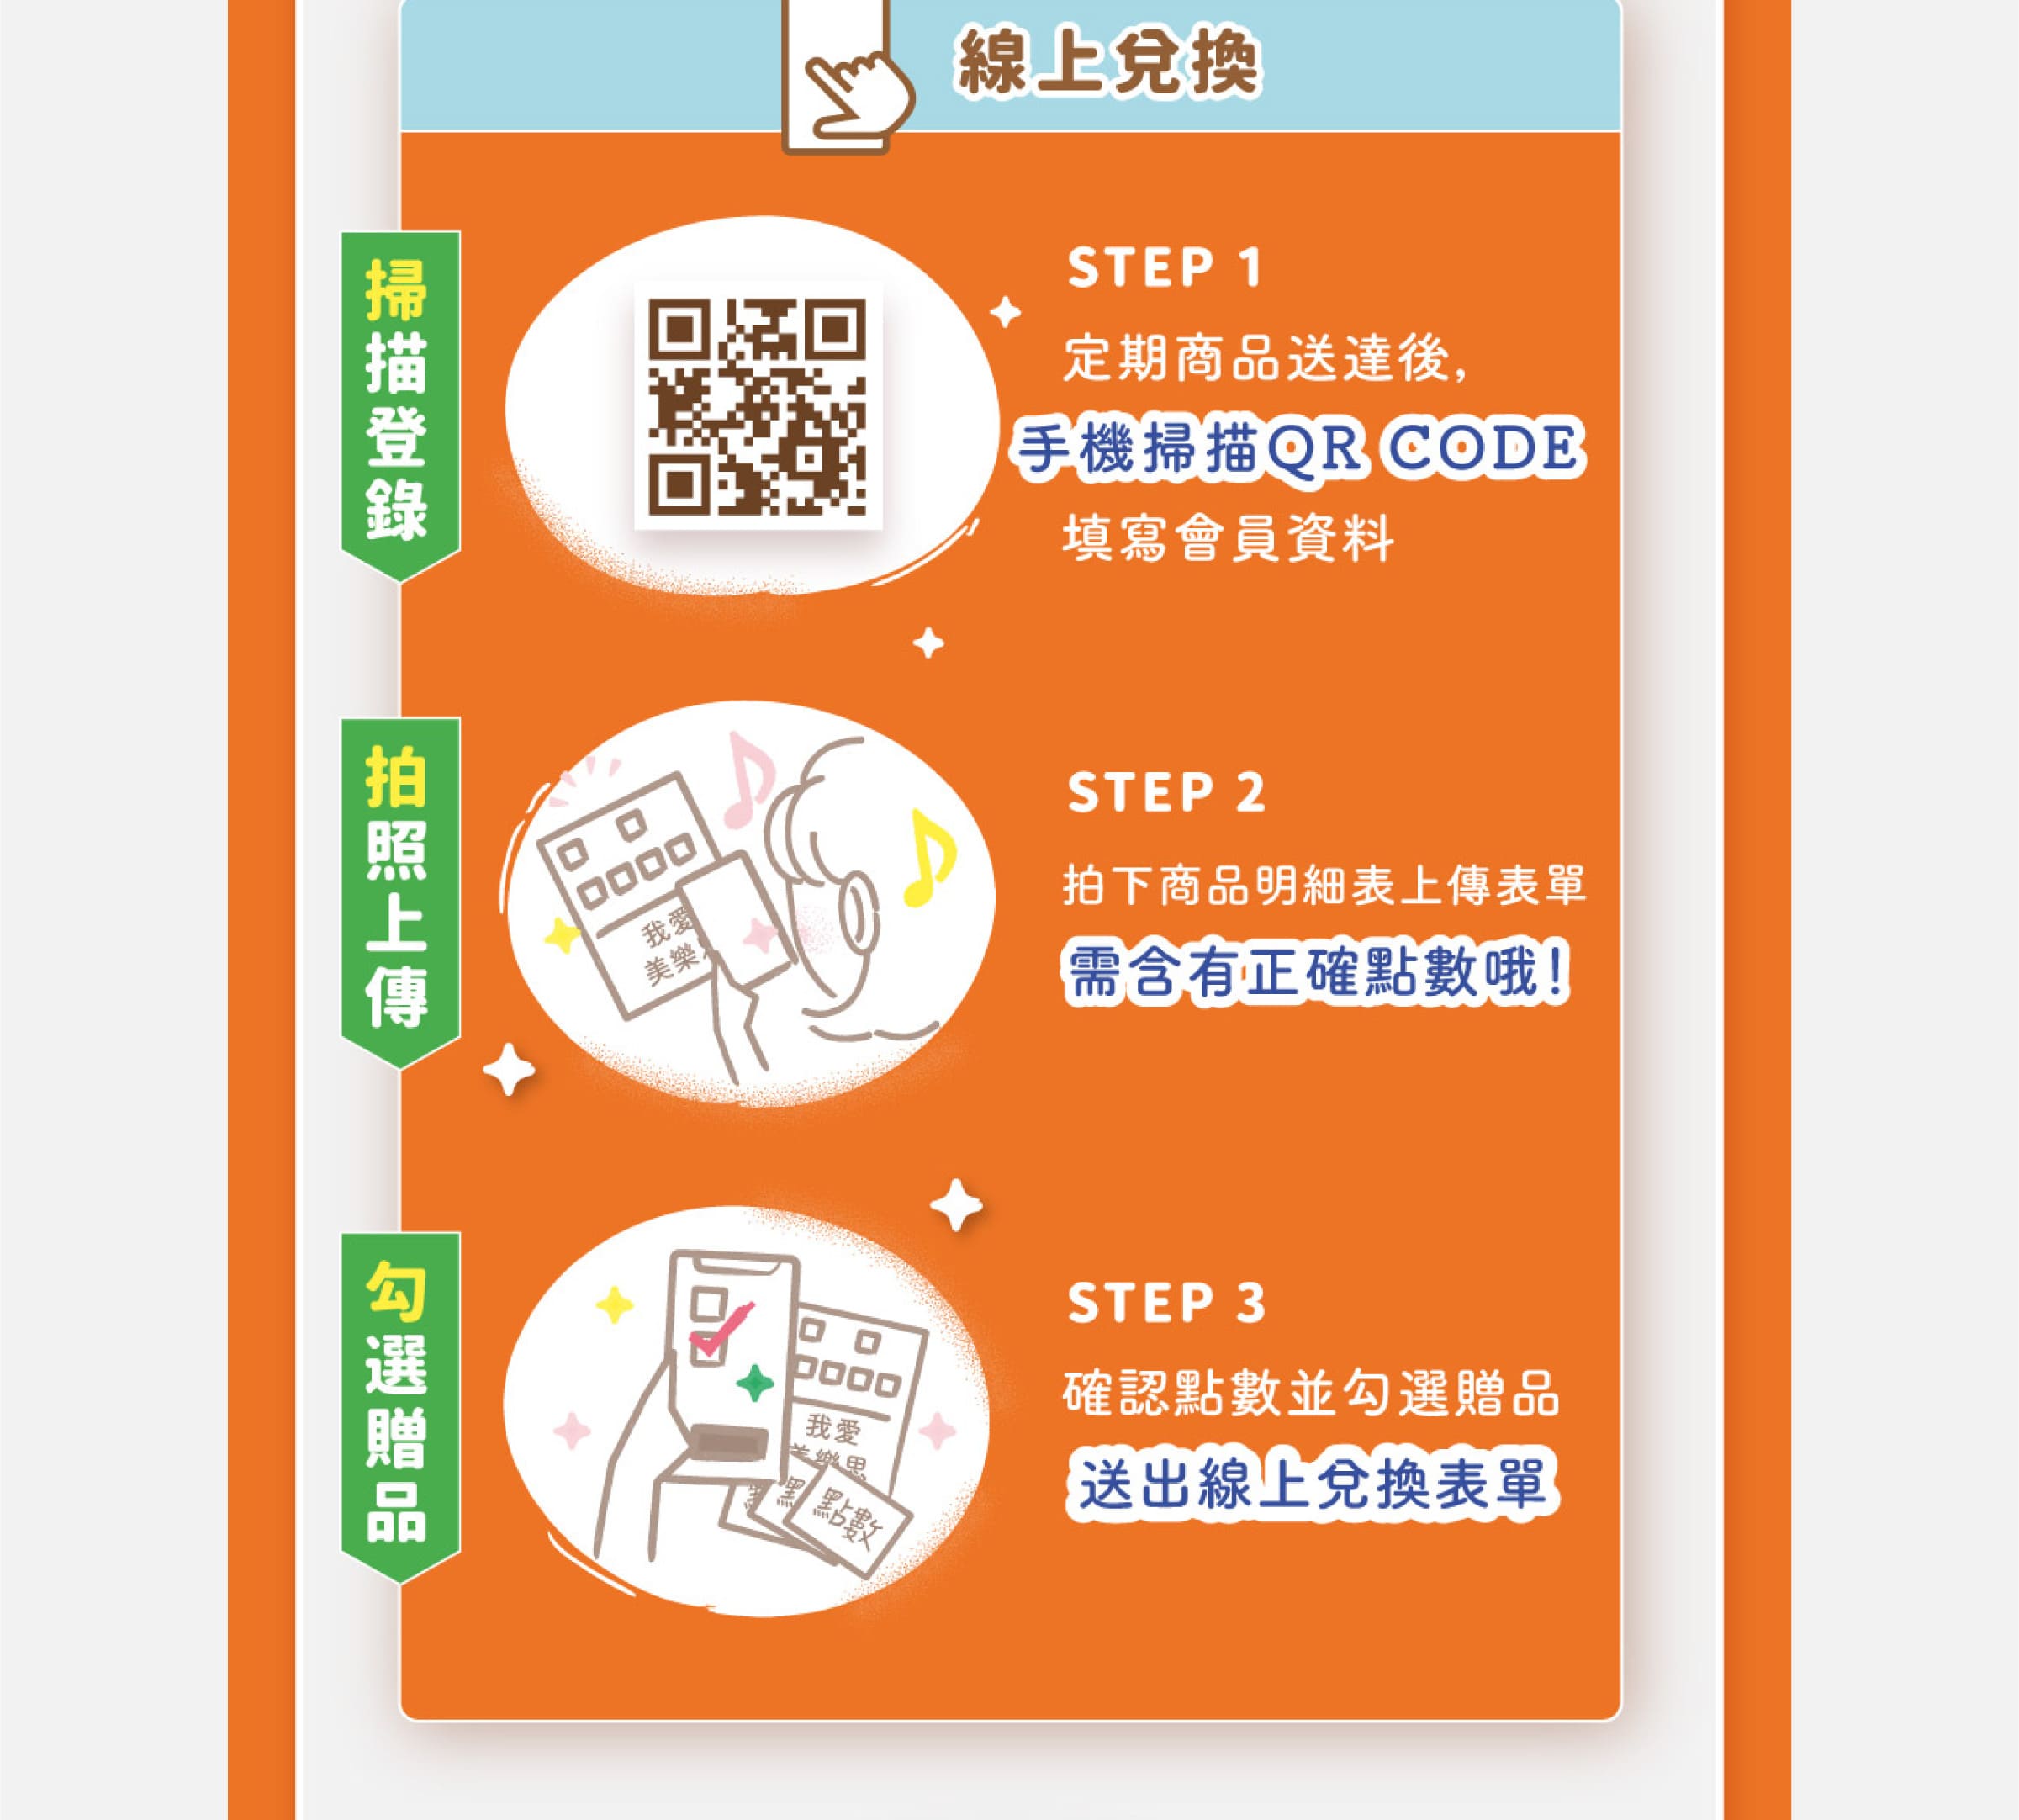 線上兌換
掃描登錄
STEP 1
定期商品送達後,
手機掃描QR CODE
填寫會員資料
拍照上傳
我愛
美樂
STEP 2
拍下商品明細表上傳表單
需含有正確點數哦!
勾選贈品
我愛
美樂思
點數
STEP 3
確認點數並勾選贈品
送出線上兌換表單